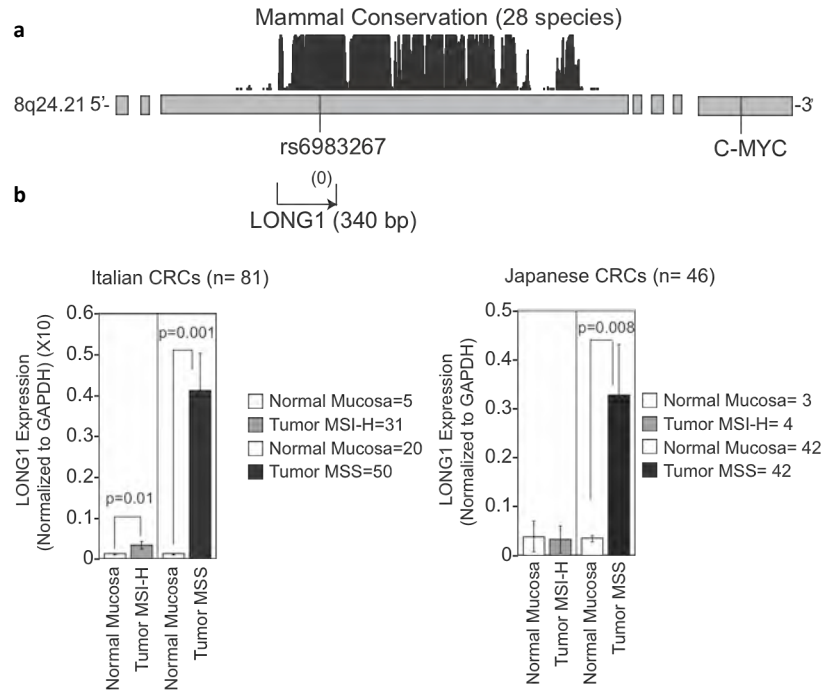 a
Mammal Conservation (28 species)
8q24.21 5'-
-3'
rs6983267
C-MYC
b
(0)
LONG1 (340 bp)
Italian CRCs (n= 81)
LONG1 Expression
(Normalized to GAPDH) (X10)
0.6
0.5
0.4
0.3
0.2
0.1
0
p=0.001
p=0.01
Normal Mucosa
Tumor MSI-H
Normal Mucosa
Tumor MSS
Normal Mucosa=5
Tumor MSI-H=31
Normal Mucosa=20
Tumor MSS=50
Japanese CRCs (n= 46)
LONG1 Expression
(Normalized to GAPDH)
0.5
0.4
0.3
0.2
0.1
0
p=0.008
Normal Mucosa
Tumor MSI-H
Normal Mucosa
Tumor MSS
Normal Mucosa= 3
Tumor MSI-H= 4
Normal Mucosa= 42
Tumor MSS= 42